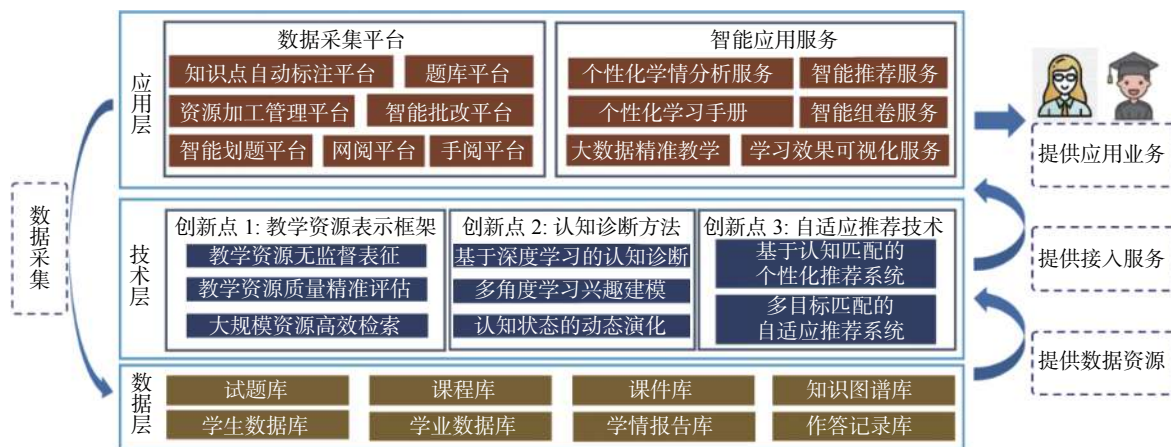 数据采集
应用层
数据采集平台
知识点自动标注平台
题库平台
资源加工管理平台
智能批改平台
智能划题平台
网阅平台
手阅平台
智能应用服务
个性化学情分析服务
智能推荐服务
个性化学习手册
智能组卷服务
大数据精准教学
学习效果可视化服务
技术层
创新点 1: 教学资源表示框架
教学资源无监督表征
教学资源质量精准评估
大规模资源高效检索
创新点 2: 认知诊断方法
基于深度学习的认知诊断
多角度学习兴趣建模
认知状态的动态演化
创新点 3: 自适应推荐技术
基于认知匹配的
个性化推荐系统
多目标匹配的
自适应推荐系统
数据层
试题库
课程库
课件库
知识图谱库
学生数据库
学业数据库
学情报告库
作答记录库
提供应用业务
提供接入服务
提供数据资源